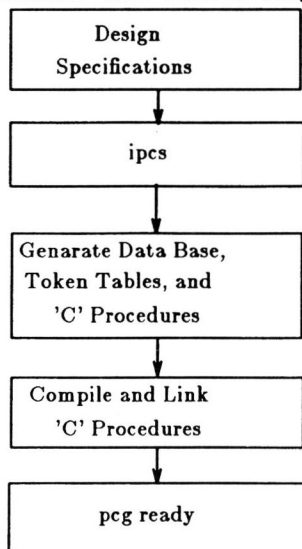 Design
Specifications
ipcs
Genarate Data Base,
Token Tables, and
'C' Procedures
Compile and Link
'C' Procedures
pcg ready